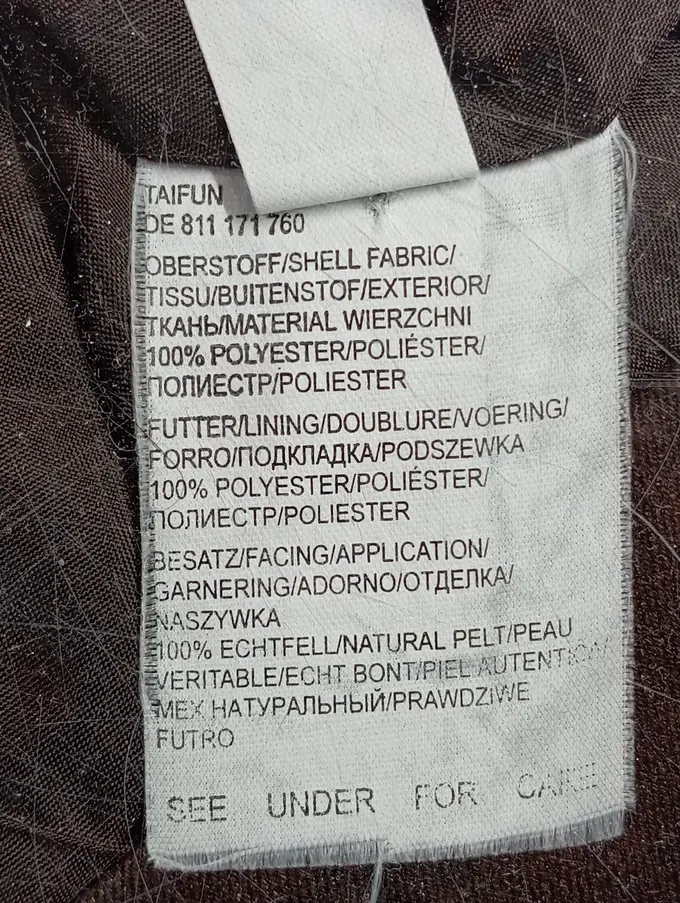 TAIFUN
DE 811 171 760
OBERSTOFF/SHELL FABRIC/
TISSU/BUITENSTOF/EXTERIOR/
ТКАНЬ/MATERIAL WIERZCHNI
100% POLYESTER/POLIÉSTER/
ПОЛИЕСТР/POLIESTER
FUTTER/LINING/DOUBLURE/VOERING/
FORRO/ПОДКЛАДКА/PODSZEWKA
100% POLYESTER/POLIÉSTER/
ПОЛИЕСТР/POLIESTER
BESATZ/FACING/APPLICATION/
GARNERING/ADORNO/ОТДЕЛКА/
NASZYWKA
100% ECHTFELL/NATURAL PELT/PEAU
VERITABLE/ECHT BONT/PIEL AUTENTICA/
МЕХ НАТУРАЛЬНЫЙ/PRAWDZIWE
FUTRO
SEE UNDER FOR CARE